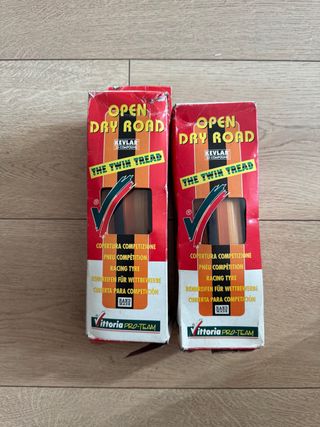 OPEN
DRY ROAD
KEVLAR
THE TWIN TREAD
COPERTURA COMPETIZIONE
PNEU COMPÉTITION
RACING TYRE
FÜR WETTBEWERBE
CUBIERTA PARA COMPETICIÓN
Vittoria PRO-TEAM
OPEN
DRY ROAD
KEVLAR
THE TWIN TREAD
COPERTURA COMPETIZIONE
PNEU COMPÉTITION
RACING TYRE
FÜR WETTBEWERBE
CUBIERTA PARA COMPETICIÓN
Vittoria PRO-TEAM